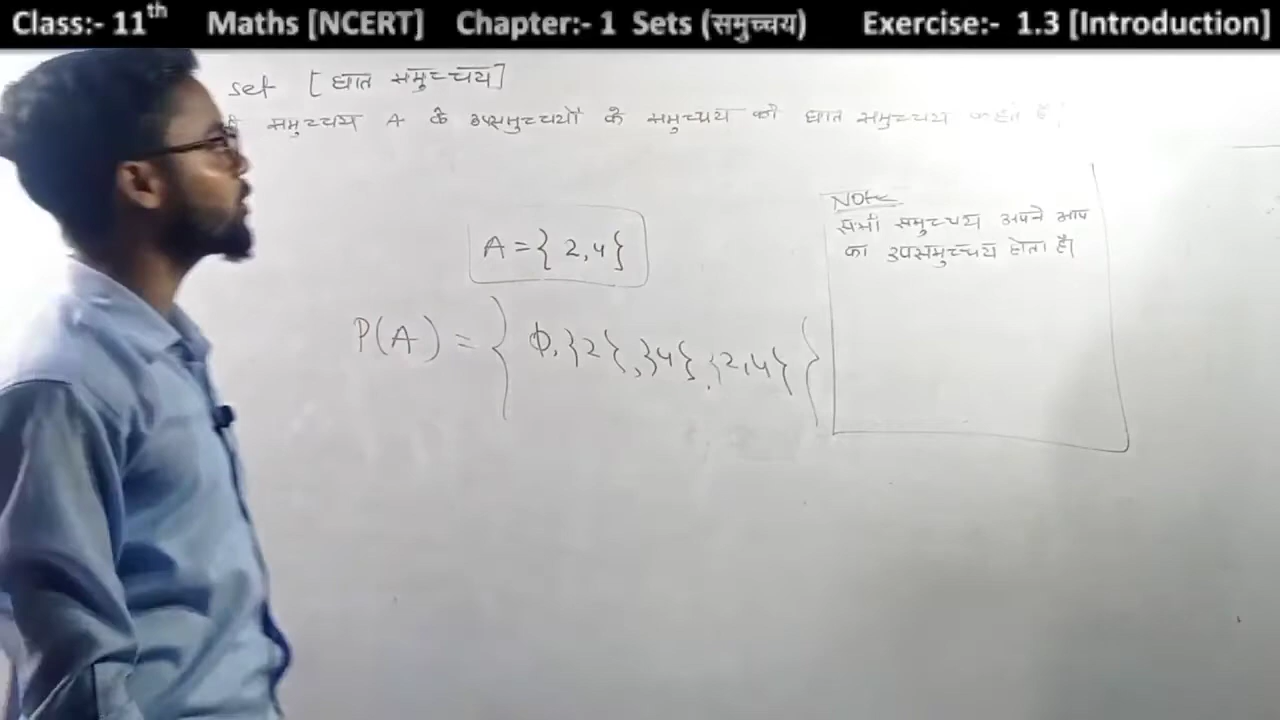 Class:- 11th Maths [NCERT] Chapter:- 1 Sets (समुच्चय) Exercise:- 1.3 [Introduction]
set [घात समुच्चय]
समुच्चय A के उपसमुच्चयों के समुच्चय को घात समुच्चय कहते हैं।
A = { 2,4 }
P(A) = { ф, {2}, {4}, {2,4} }
NOte
सभी समुच्चय अपने आप
का उपसमुच्चय होता है।